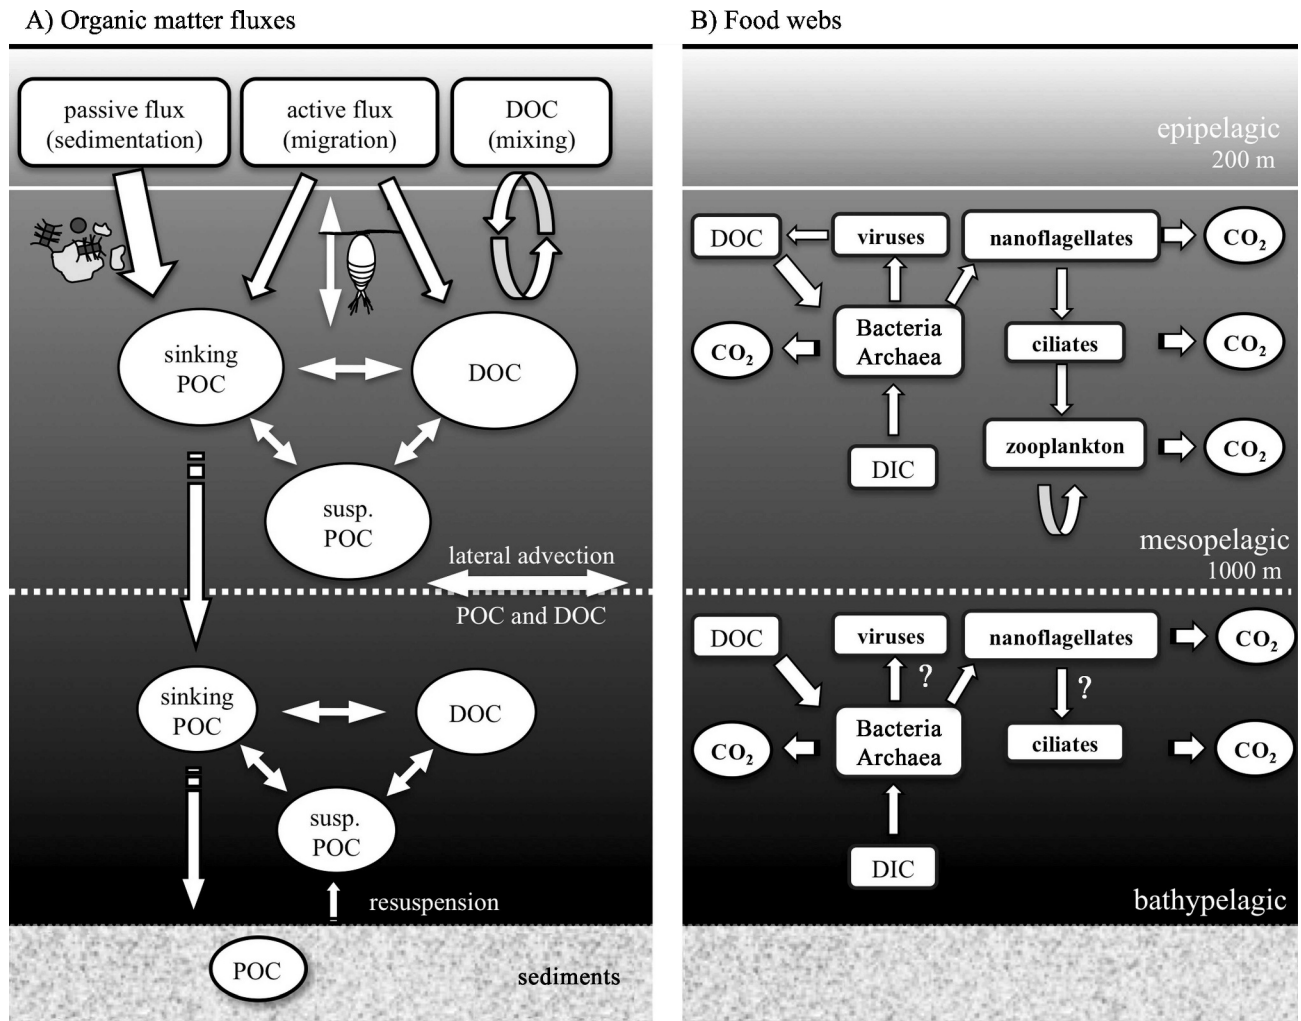 A) Organic matter fluxes
passive flux
(sedimentation)
active flux
(migration)
DOC
(mixing)
sinking
POC
DOC
susp.
POC
lateral advection
POC and DOC
sinking
POC
DOC
susp.
POC
resuspension
POC
sediments
B) Food webs
epipelagic
200 m
DOC
viruses
nanoflagellates
CO₂
Bacteria
Archaea
CO₂
ciliates
CO₂
DIC
zooplankton
CO₂
mesopelagic
1000 m
DOC
viruses
nanoflagellates
CO₂
?
?
Bacteria
Archaea
CO₂
ciliates
CO₂
DIC
bathypelagic